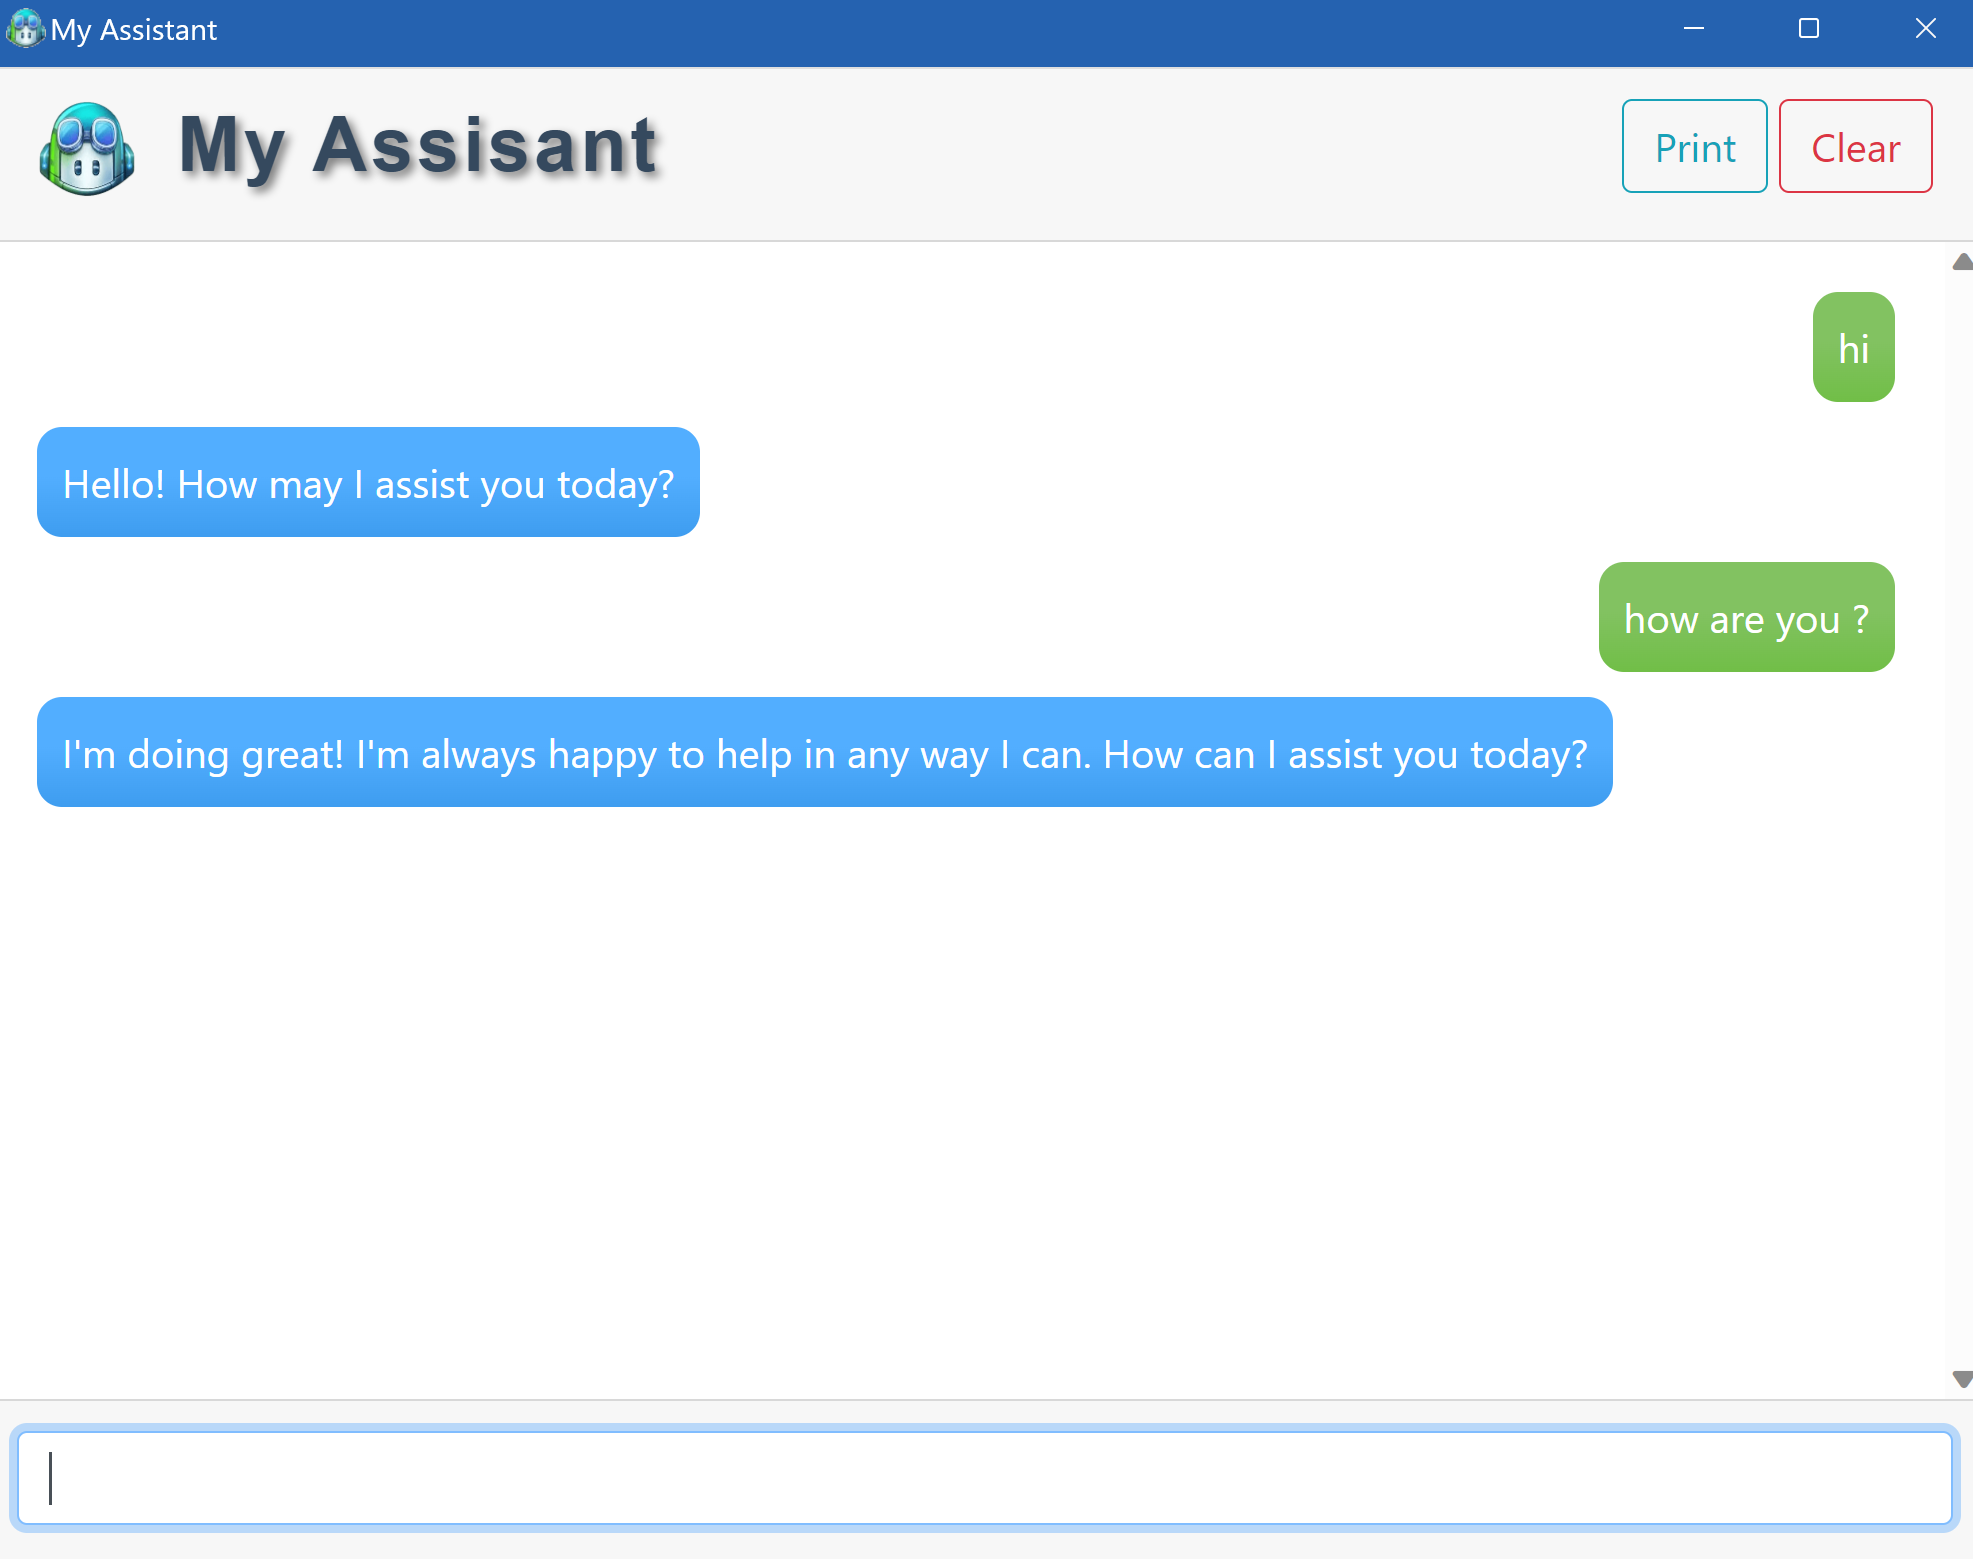 My Assistant
My Assisant
Print
Clear
hi
Hello! How may I assist you today?
how are you ?
I'm doing great! I'm always happy to help in any way I can. How can I assist you today?